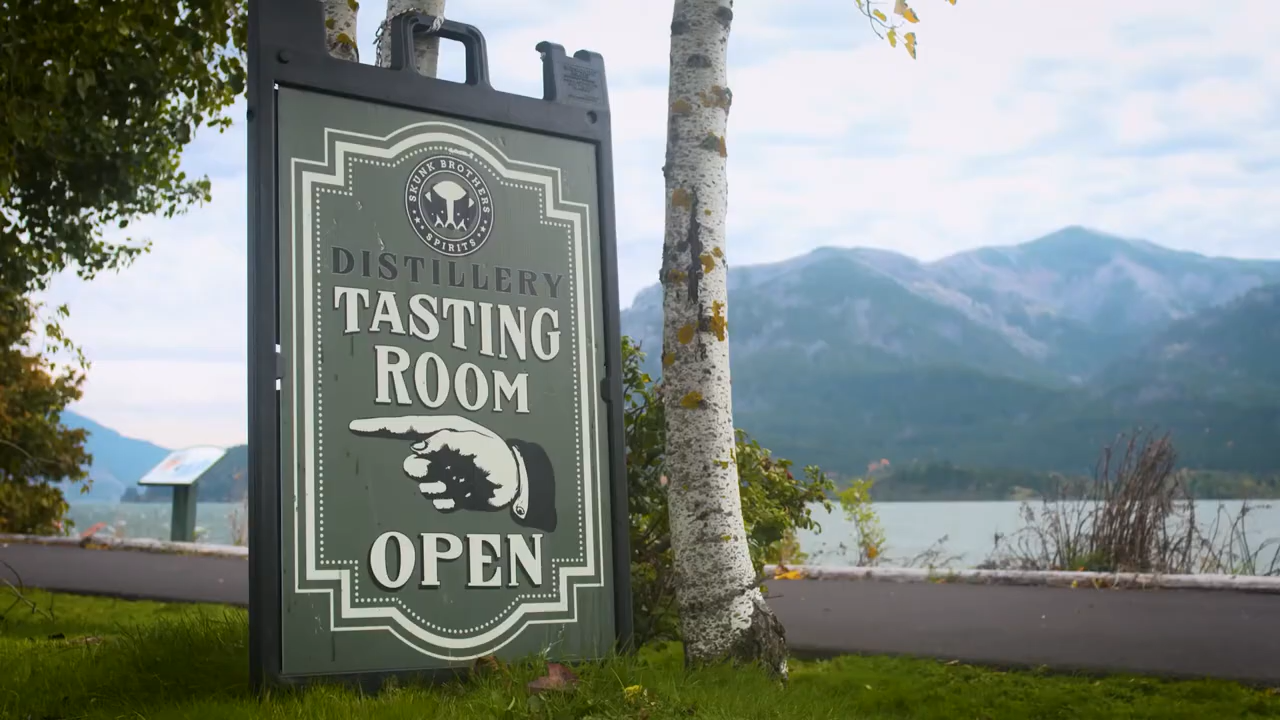 SKUNK BROTHERS
SPIRITS
DISTILLERY
TASTING
ROOM
OPEN